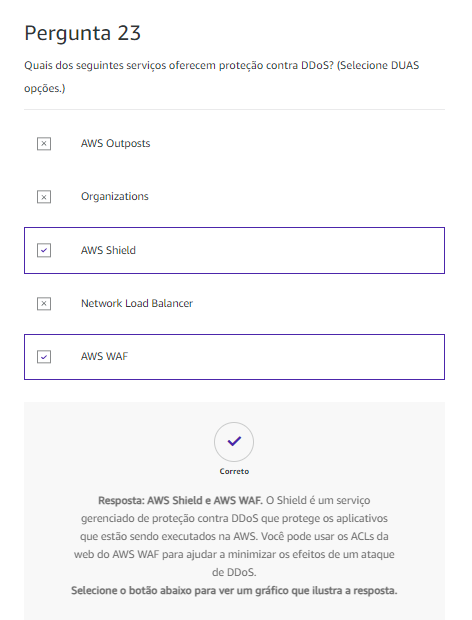 Pergunta 23
Quais dos seguintes serviços oferecem proteção contra DDoS? (Selecione DUAS
opções.)
AWS Outposts
Organizations
AWS Shield
Network Load Balancer
AWS WAF
Correto
Resposta: AWS Shield e AWS WAF. O Shield é um serviço
gerenciado de proteção contra DDoS que protege os aplicativos
que estão sendo executados na AWS. Você pode usar os ACLs da
web do AWS WAF para ajudar a minimizar os efeitos de um ataque
de DDoS.
Selecione o botão abaixo para ver um gráfico que ilustra a resposta.